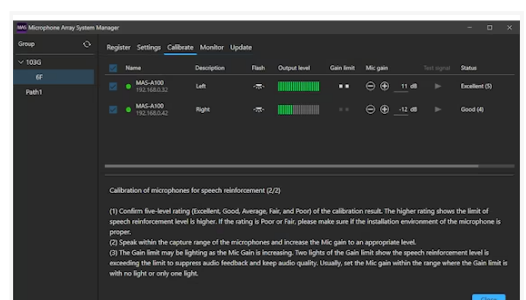 MAS Microphone Array System Manager
Group
Register Settings Calibrate Monitor Update
103G
6F
Path1
Name Description Flash Output level Gain limit Mic gain Test signal Status
MAS-A100 Left 11 dB Excellent (5)
192.168.0.32
MAS-A100 Right -12 dB Good (4)
192.168.0.42
Calibration of microphones for speech reinforcement (2/2)
(1) Confirm five-level rating (Excellent, Good, Average, Fair, and Poor) of the calibration result. The higher rating shows the limit of
speech reinforcement level is higher. If the rating is Poor or Fair, please make sure if the installation environment of the microphone is
proper.
(2) Speak within the capture range of the microphones and increase the Mic gain to an appropriate level.
(3) The Gain limit may be lighting as the Mic Gain is increasing. Two lights of the Gain limit show the speech reinforcement level is
exceeding the limit to suppress audio feedback and keep audio quality. Usually, set the Mic gain within the range where the Gain limit is
with no light or only one light.